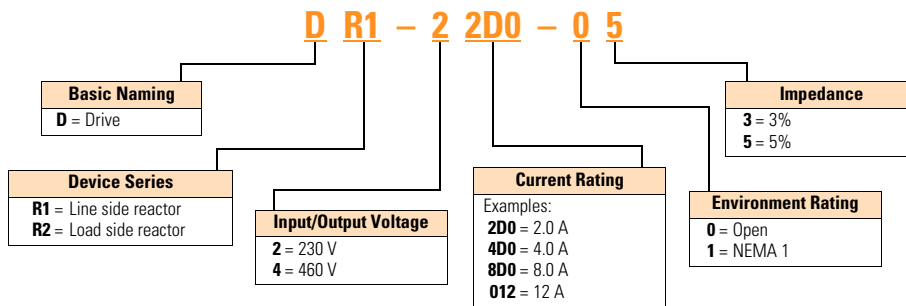 D R1 – 2 2D0 – 0 5
Basic Naming
D = Drive
Device Series
R1 = Line side reactor
R2 = Load side reactor
Input/Output Voltage
2 = 230 V
4 = 460 V
Current Rating
Examples:
2D0 = 2.0 A
4D0 = 4.0 A
8D0 = 8.0 A
012 = 12 A
Environment Rating
0 = Open
1 = NEMA 1
Impedance
3 = 3%
5 = 5%